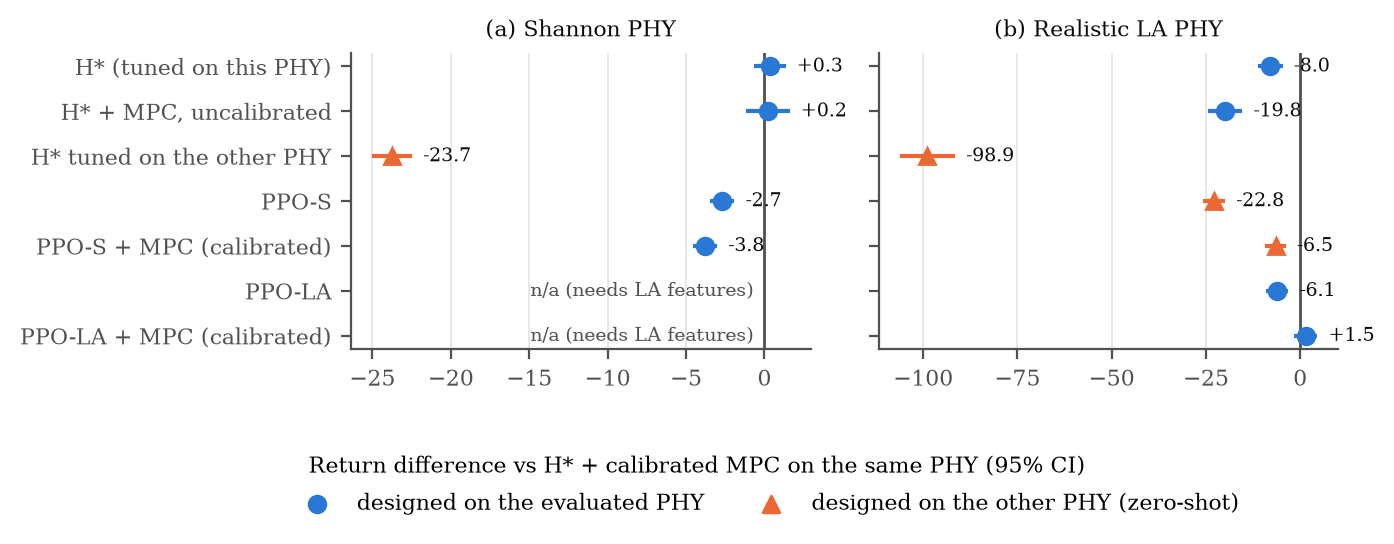 (a) Shannon PHY
(b) Realistic LA PHY
H* (tuned on this PHY)
+0.3
-8.0
H* + MPC, uncalibrated
+0.2
-19.8
H* tuned on the other PHY
-23.7
-98.9
PPO-S
-2.7
-22.8
PPO-S + MPC (calibrated)
-3.8
-6.5
PPO-LA
n/a (needs LA features)
-6.1
PPO-LA + MPC (calibrated)
n/a (needs LA features)
+1.5
−25 −20 −15 −10 −5 0
−100 −75 −50 −25 0
Return difference vs H* + calibrated MPC on the same PHY (95% CI)
designed on the evaluated PHY
designed on the other PHY (zero-shot)